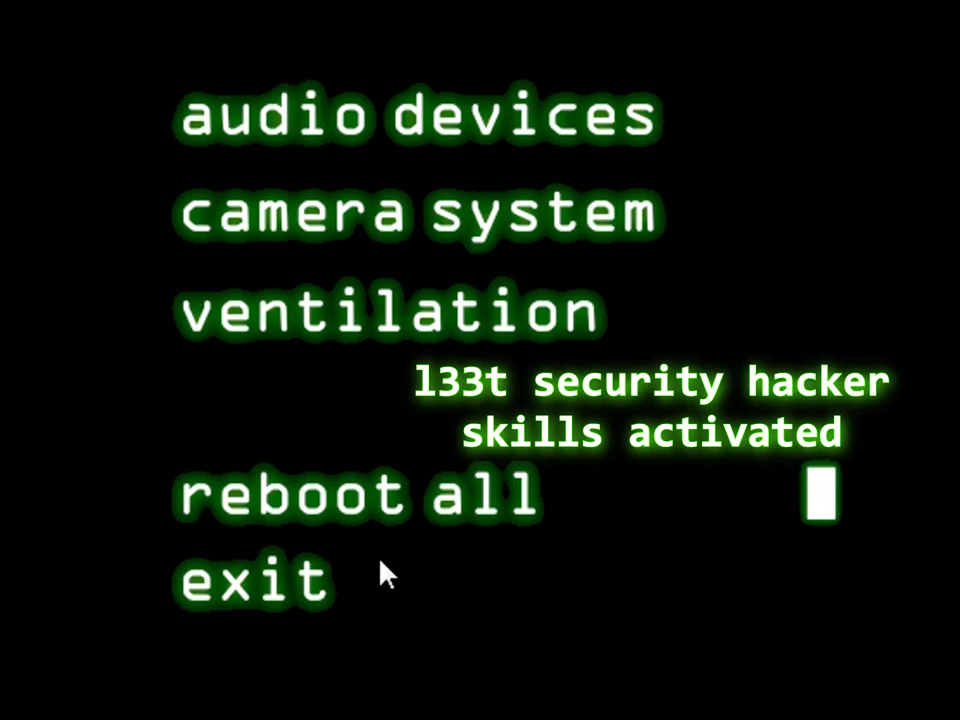 audio devices
camera system
ventilation
l33t security hacker
skills activated
reboot all
exit